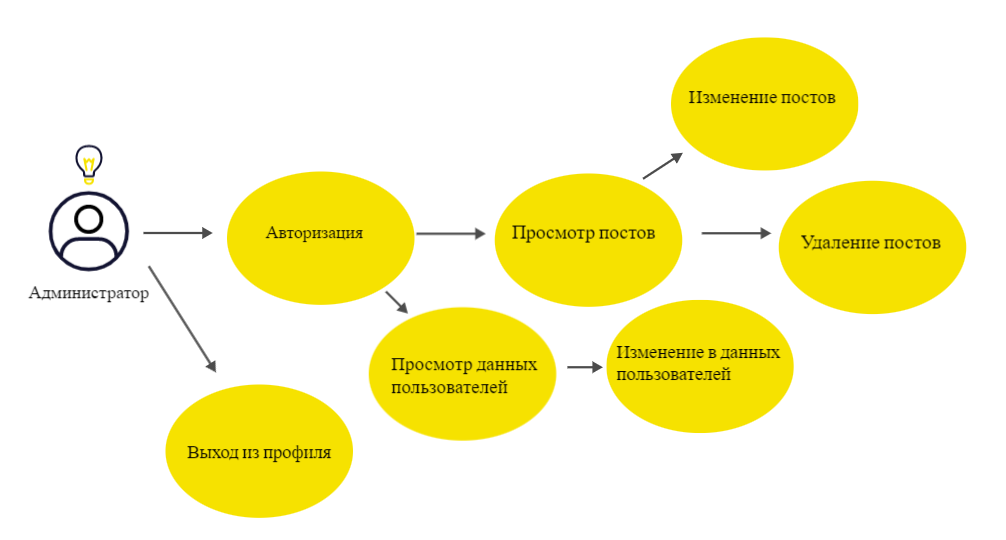 Изменение постов
Авторизация
Просмотр постов
Удаление постов
Администратор
Просмотр данных
пользователей
Изменение в данных
пользователей
Выход из профиля